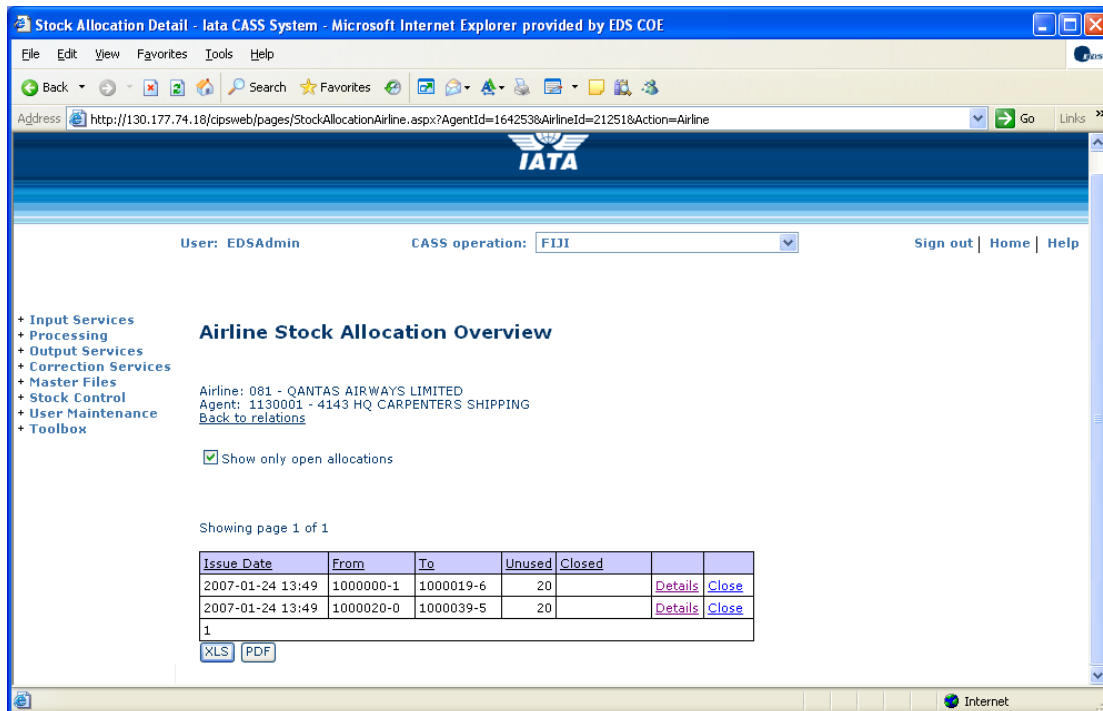 Stock Allocation Detail - Iata CASS System - Microsoft Internet Explorer provided by EDS COE
File Edit View Favorites Tools Help
EDS
Back Search Favorites
Address http://130.177.74.18/cipsweb/pages/StockAllocationAirline.aspx?AgentId=164253&AirlineId=21251&Action=Airline Go Links »
IATA
User: EDSAdmin CASS operation: FIJI Sign out | Home | Help
+ Input Services
+ Processing
+ Output Services
+ Correction Services
+ Master Files
+ Stock Control
+ User Maintenance
+ Toolbox
Airline Stock Allocation Overview
Airline: 081 - QANTAS AIRWAYS LIMITED
Agent: 1130001 - 4143 HQ CARPENTERS SHIPPING
Back to relations
Show only open allocations
Showing page 1 of 1
Issue Date From To Unused Closed
2007-01-24 13:49 1000000-1 1000019-6 20 Details Close
2007-01-24 13:49 1000020-0 1000039-5 20 Details Close
1
XLS PDF
Internet